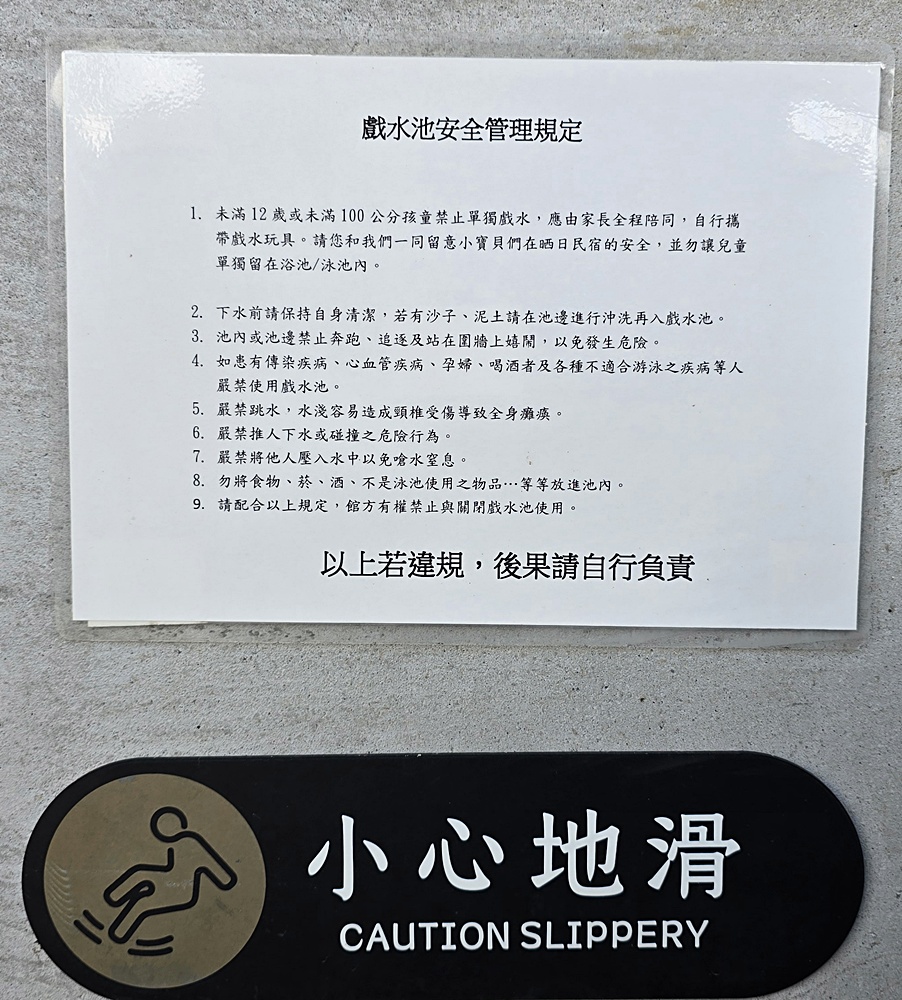 戲水池安全管理規定
1. 未滿 12 歲或未滿 100 公分孩童禁止單獨戲水，應由家長全程陪同，自行攜
帶戲水玩具。請您和我們一同留意小寶貝們在晒日民宿的安全，並勿讓兒童
單獨留在浴池/泳池內。
2. 下水前請保持自身清潔，若有沙子、泥土請在池邊進行沖洗再入戲水池。
3. 池內或池邊禁止奔跑、追逐及站在圍牆上嬉鬧，以免發生危險。
4. 如患有傳染疾病、心血管疾病、孕婦、喝酒者及各種不適合游泳之疾病等人
嚴禁使用戲水池。
5. 嚴禁跳水，水淺容易造成頸椎受傷導致全身癱瘓。
6. 嚴禁推人下水或碰撞之危險行為。
7. 嚴禁將他人壓入水中以免嗆水窒息。
8. 勿將食物、菸、酒、不是泳池使用之物品…等等放進池內。
9. 請配合以上規定，館方有權禁止與關閉戲水池使用。
以上若違規，後果請自行負責
小心地滑
CAUTION SLIPPERY